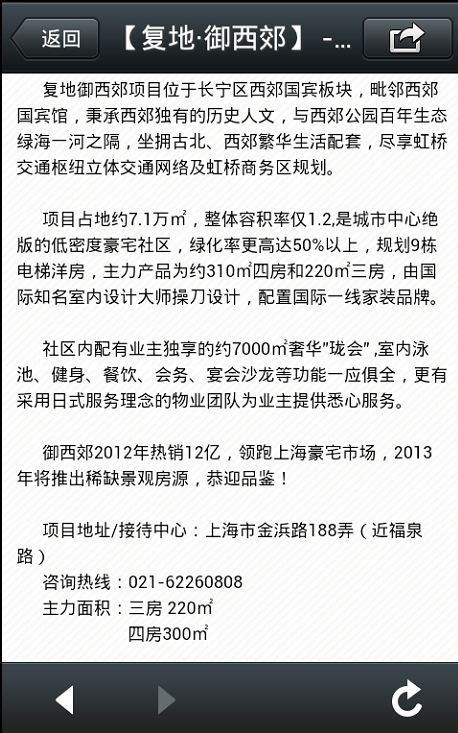 返回
【复地·御西郊】 -...
复地御西郊项目位于长宁区西郊国宾板块，毗邻西郊
国宾馆，秉承西郊独有的历史人文，与西郊公园百年生态
绿海一河之隔，坐拥古北、西郊繁华生活配套，尽享虹桥
交通枢纽立体交通网络及虹桥商务区规划。
项目占地约7.1万㎡，整体容积率仅1.2,是城市中心绝
版的低密度豪宅社区，绿化率更高达50%以上，规划9栋
电梯洋房，主力产品为约310㎡四房和220㎡三房，由国
际知名室内设计大师操刀设计，配置国际一线家装品牌。
社区内配有业主独享的约7000㎡奢华"珑会",室内泳
池、健身、餐饮、会务、宴会沙龙等功能一应俱全，更有
采用日式服务理念的物业团队为业主提供悉心服务。
御西郊2012年热销12亿，领跑上海豪宅市场，2013
年将推出稀缺景观房源，恭迎品鉴！
项目地址/接待中心：上海市金浜路188弄（近福泉
路）
咨询热线：021-62260808
主力面积：三房 220㎡
四房300㎡